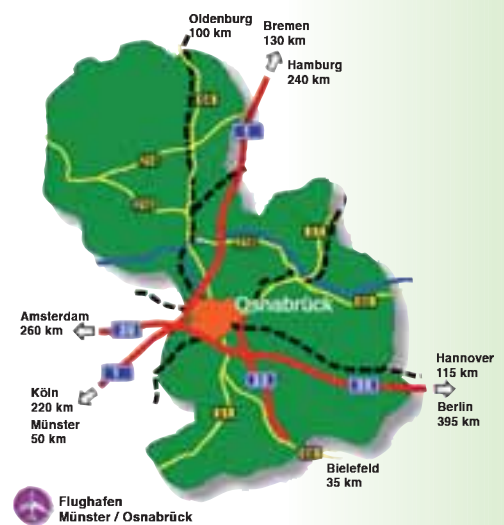 Oldenburg
100 km
Bremen
130 km
Hamburg
240 km
Osnabrück
Amsterdam
260 km
Hannover
115 km
Berlin
395 km
Köln
220 km
Münster
50 km
Bielefeld
35 km
Flughafen
Münster / Osnabrück